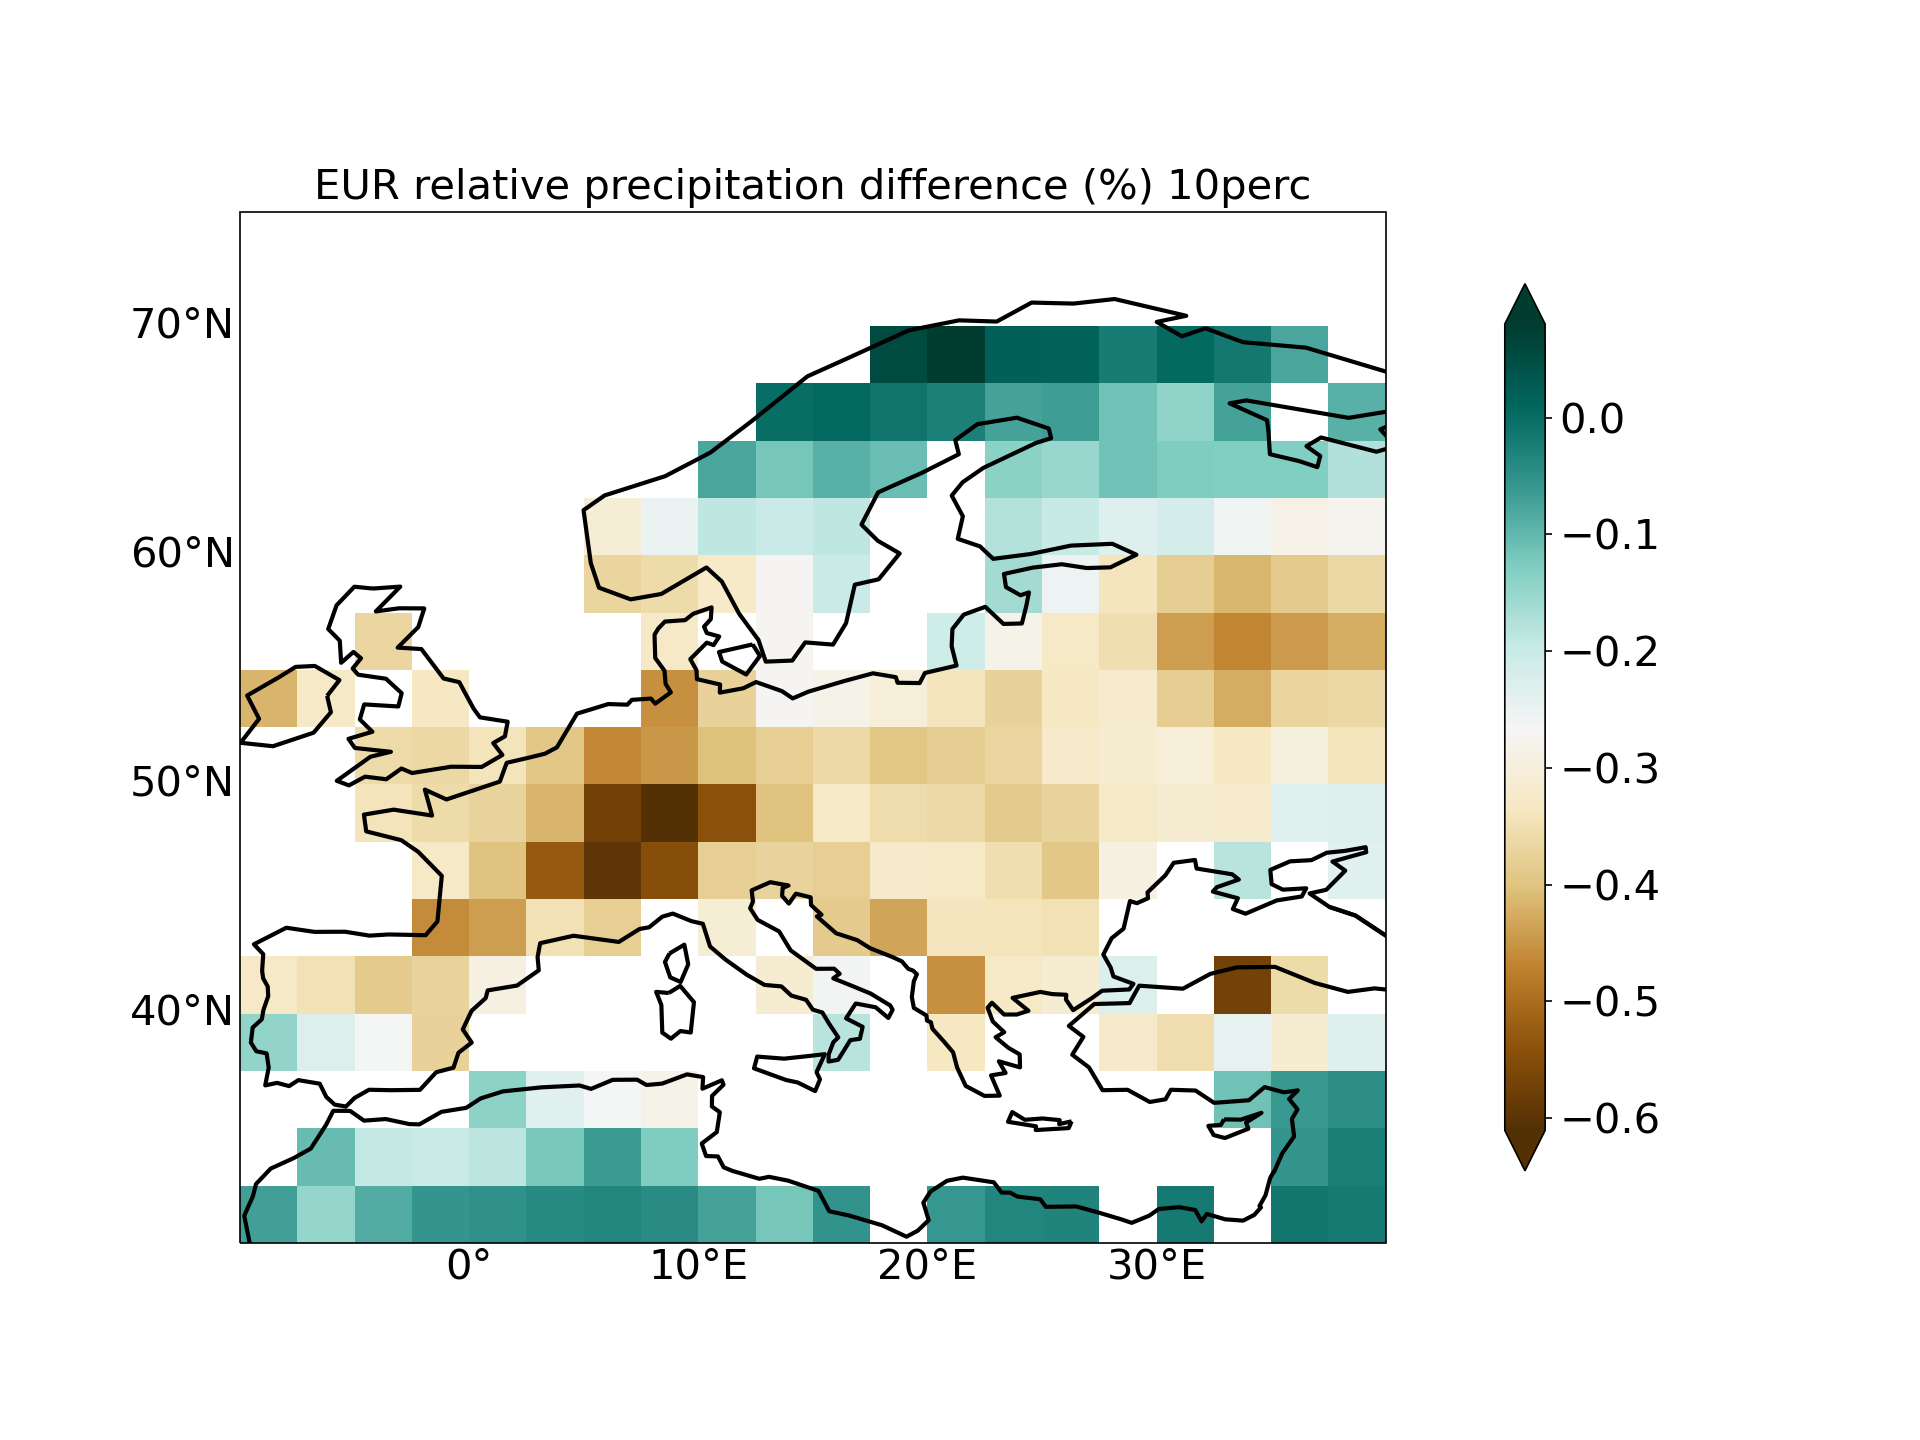 EUR relative precipitation difference (%) 10perc
70°N
60°N
50°N
40°N
0°
10°E
20°E
30°E
0.0
−0.1
−0.2
−0.3
−0.4
−0.5
−0.6